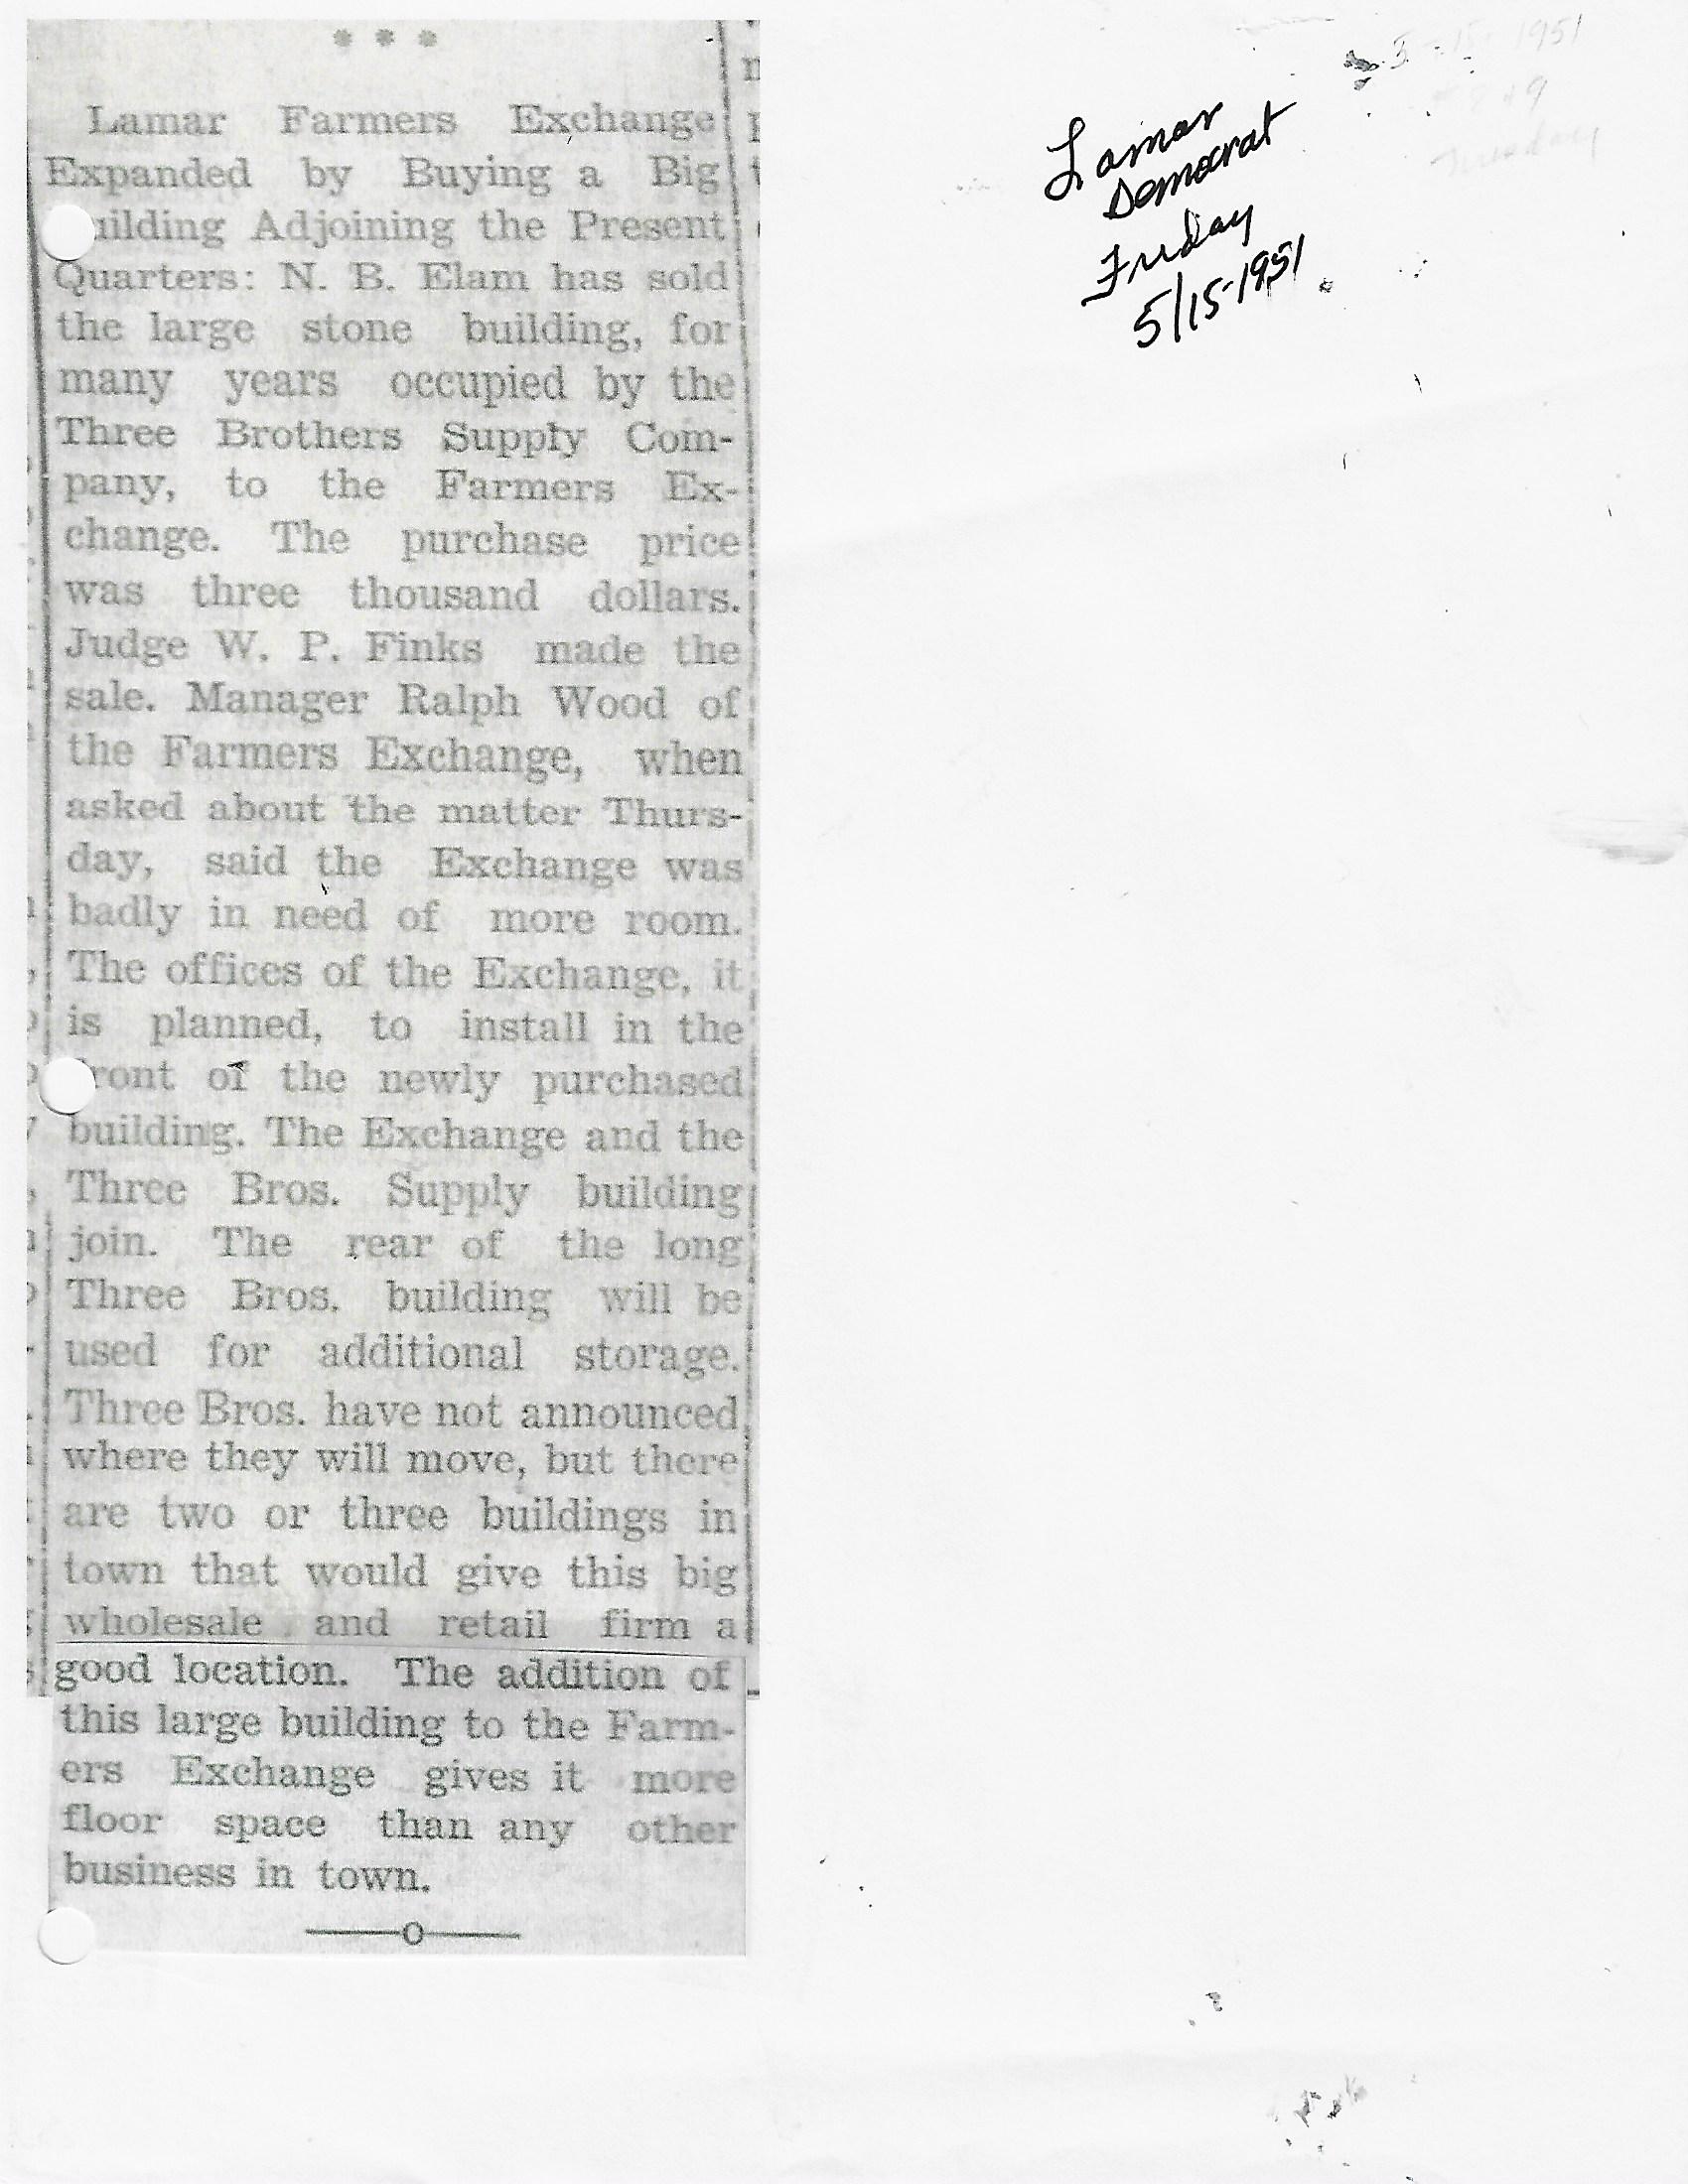 * * *
Lamar Farmers Exchange
Expanded by Buying a Big
uilding Adjoining the Present
Quarters: N. B. Elam has sold
the large stone building, for
many years occupied by the
Three Brothers Supply Com-
pany, to the Farmers Ex-
change. The purchase price
was three thousand dollars.
Judge W. P. Finks made the
sale. Manager Ralph Wood of
the Farmers Exchange, when
asked about the matter Thurs-
day, said the Exchange was
badly in need of more room.
The offices of the Exchange, it
is planned, to install in the
ront of the newly purchased
building. The Exchange and the
Three Bros. Supply building
join. The rear of the long
Three Bros. building will be
used for additional storage.
Three Bros. have not announced
where they will move, but there
are two or three buildings in
town that would give this big
wholesale and retail firm a
good location. The addition of
this large building to the Farm-
ers Exchange gives it more
floor space than any other
business in town.
Lamar
Democrat
Friday
5/15-1951
1951
Tuesday